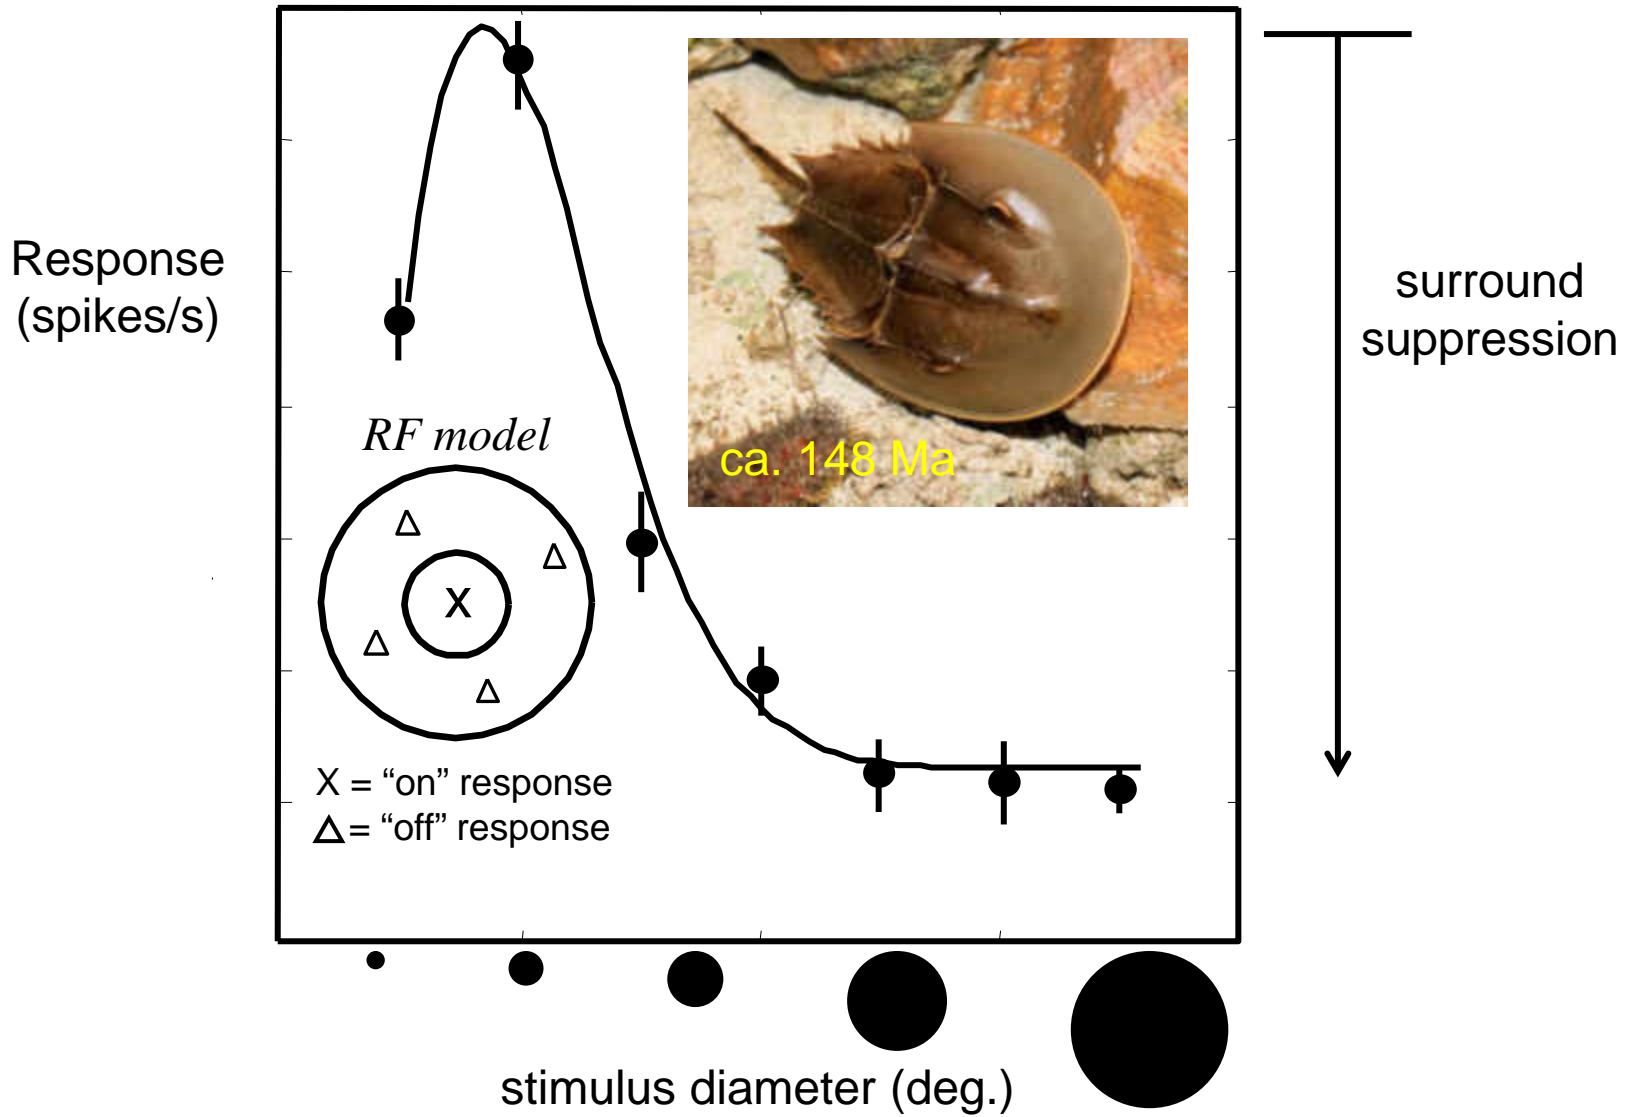 Response
(spikes/s)
ca. 148 Ma
surround
suppression
RF model
X
Δ
Δ
Δ
Δ
X = “on” response
Δ = “off” response
stimulus diameter (deg.)